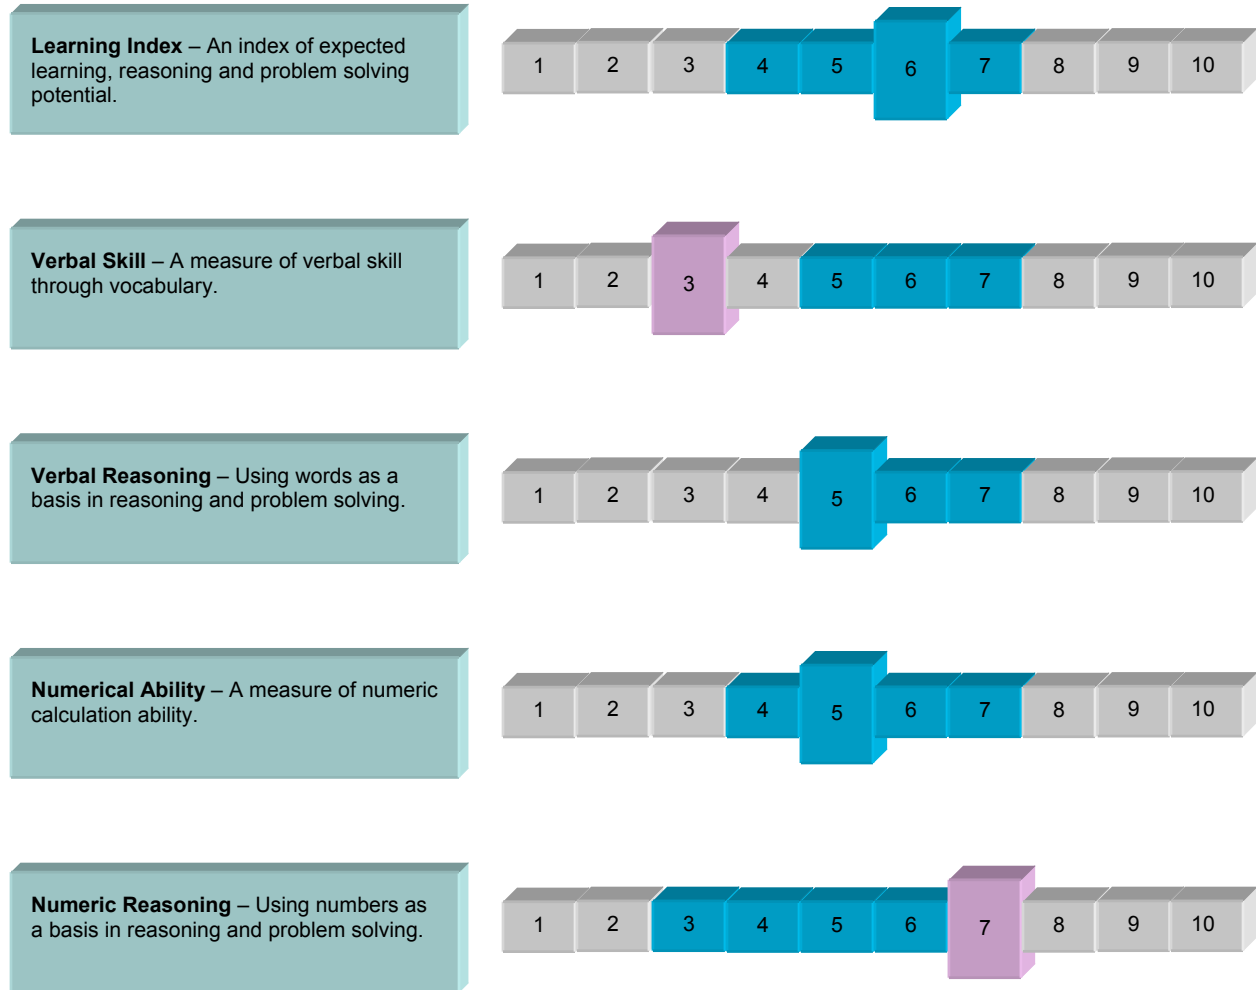 Learning Index – An index of expected
learning, reasoning and problem solving
potential.
1 2 3 4 5 6 7 8 9 10
Verbal Skill – A measure of verbal skill
through vocabulary.
1 2 3 4 5 6 7 8 9 10
Verbal Reasoning – Using words as a
basis in reasoning and problem solving.
1 2 3 4 5 6 7 8 9 10
Numerical Ability – A measure of numeric
calculation ability.
1 2 3 4 5 6 7 8 9 10
Numeric Reasoning – Using numbers as
a basis in reasoning and problem solving.
1 2 3 4 5 6 7 8 9 10